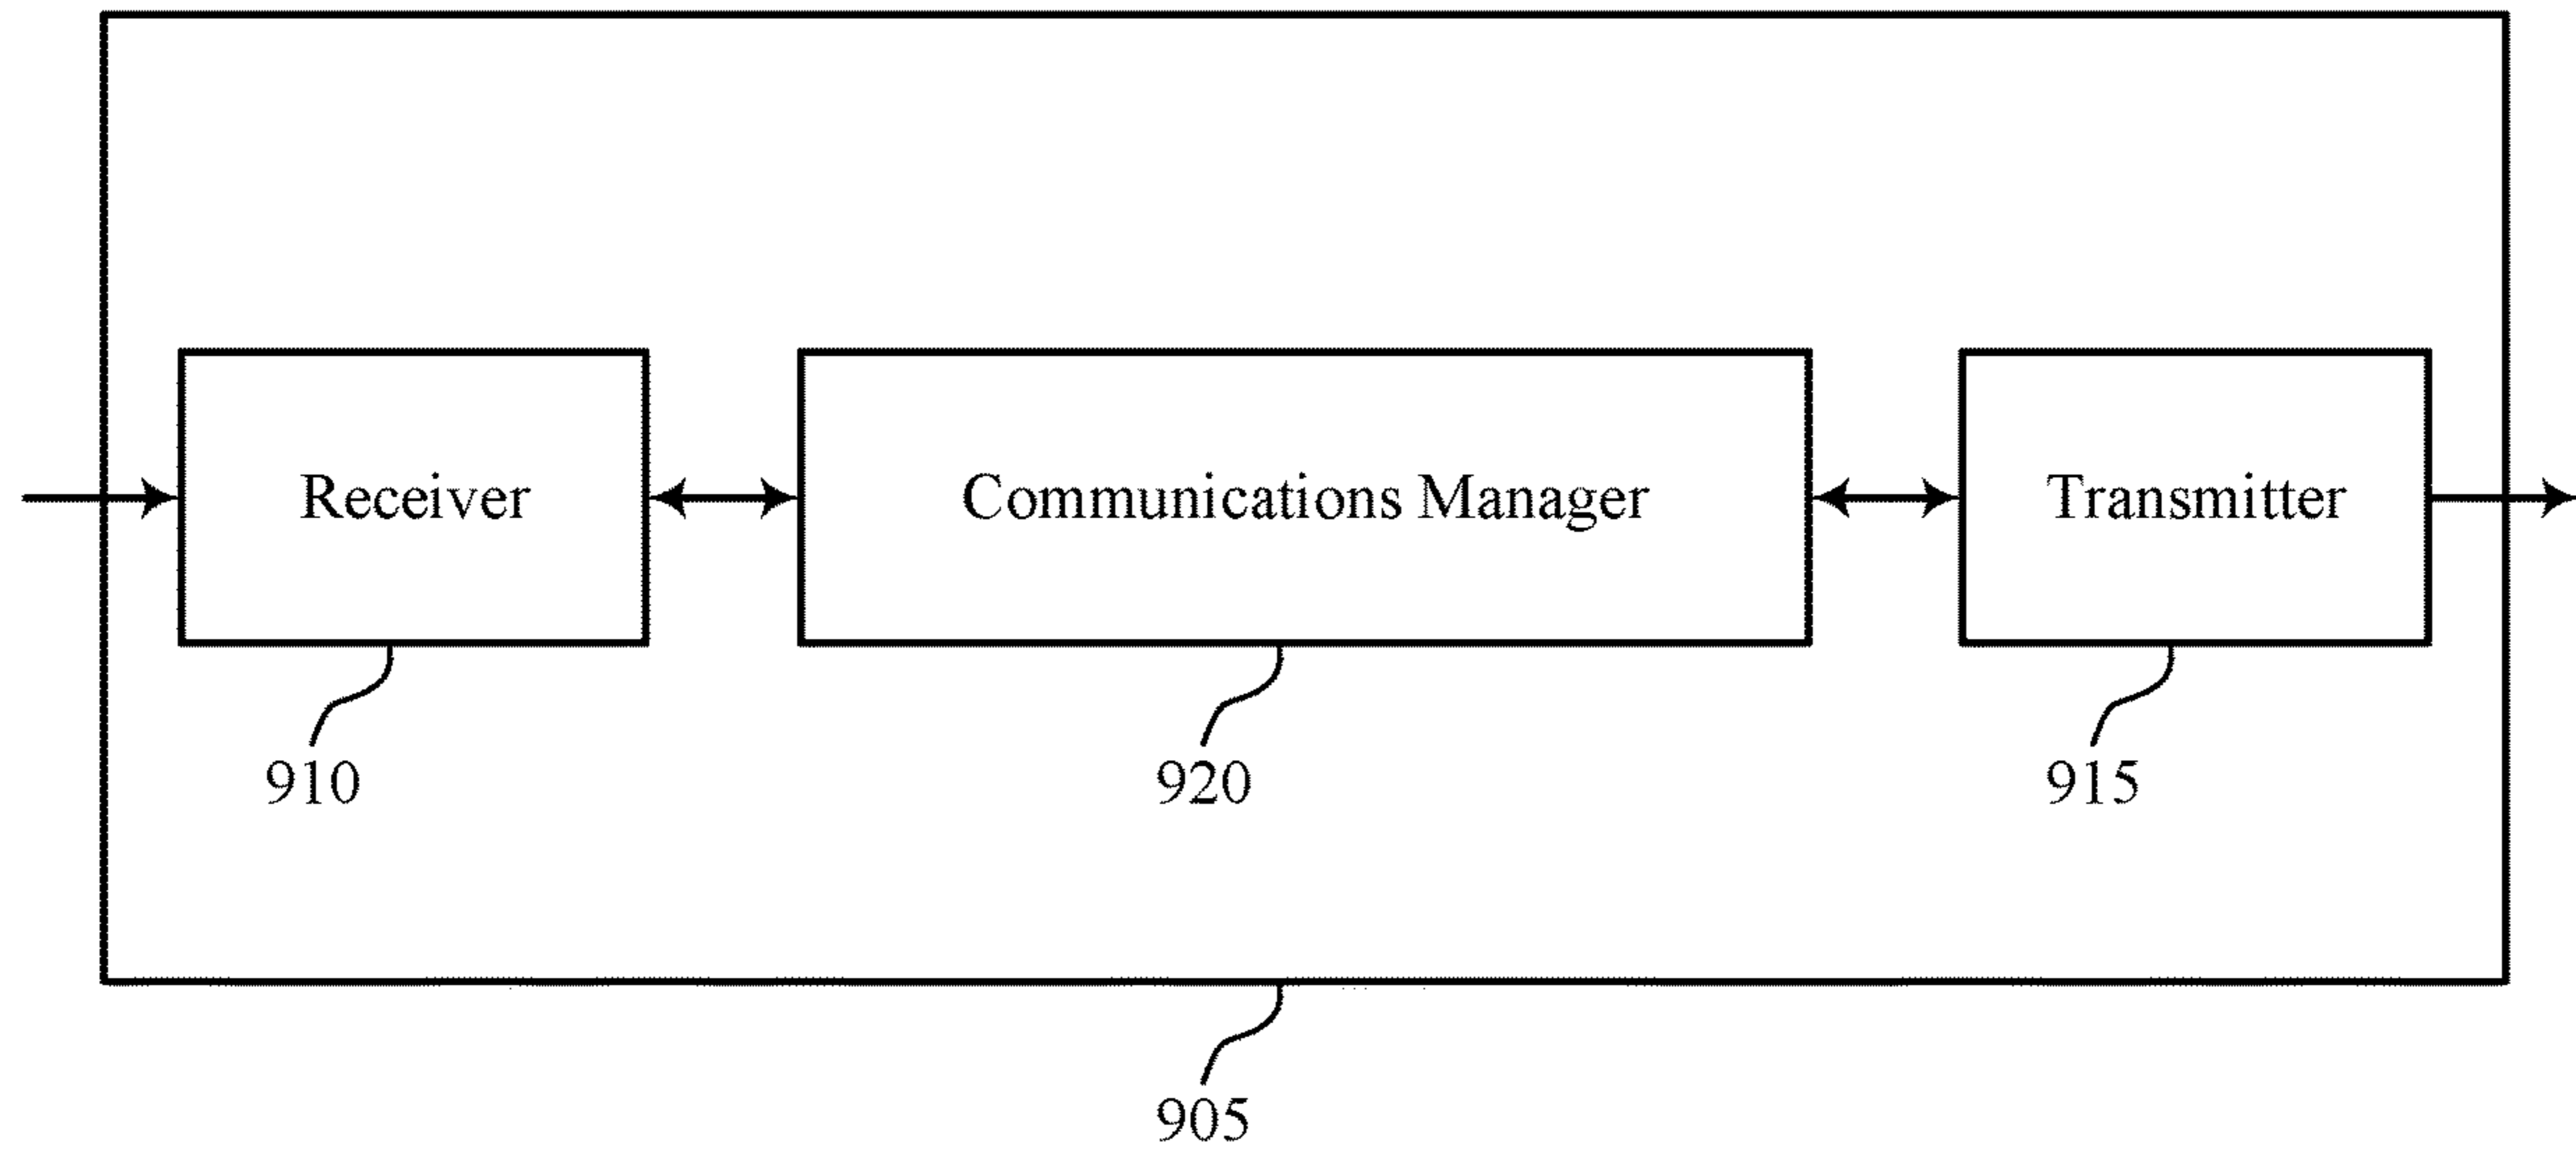 Receiver
Communications Manager
Transmitter
910
920
915
905